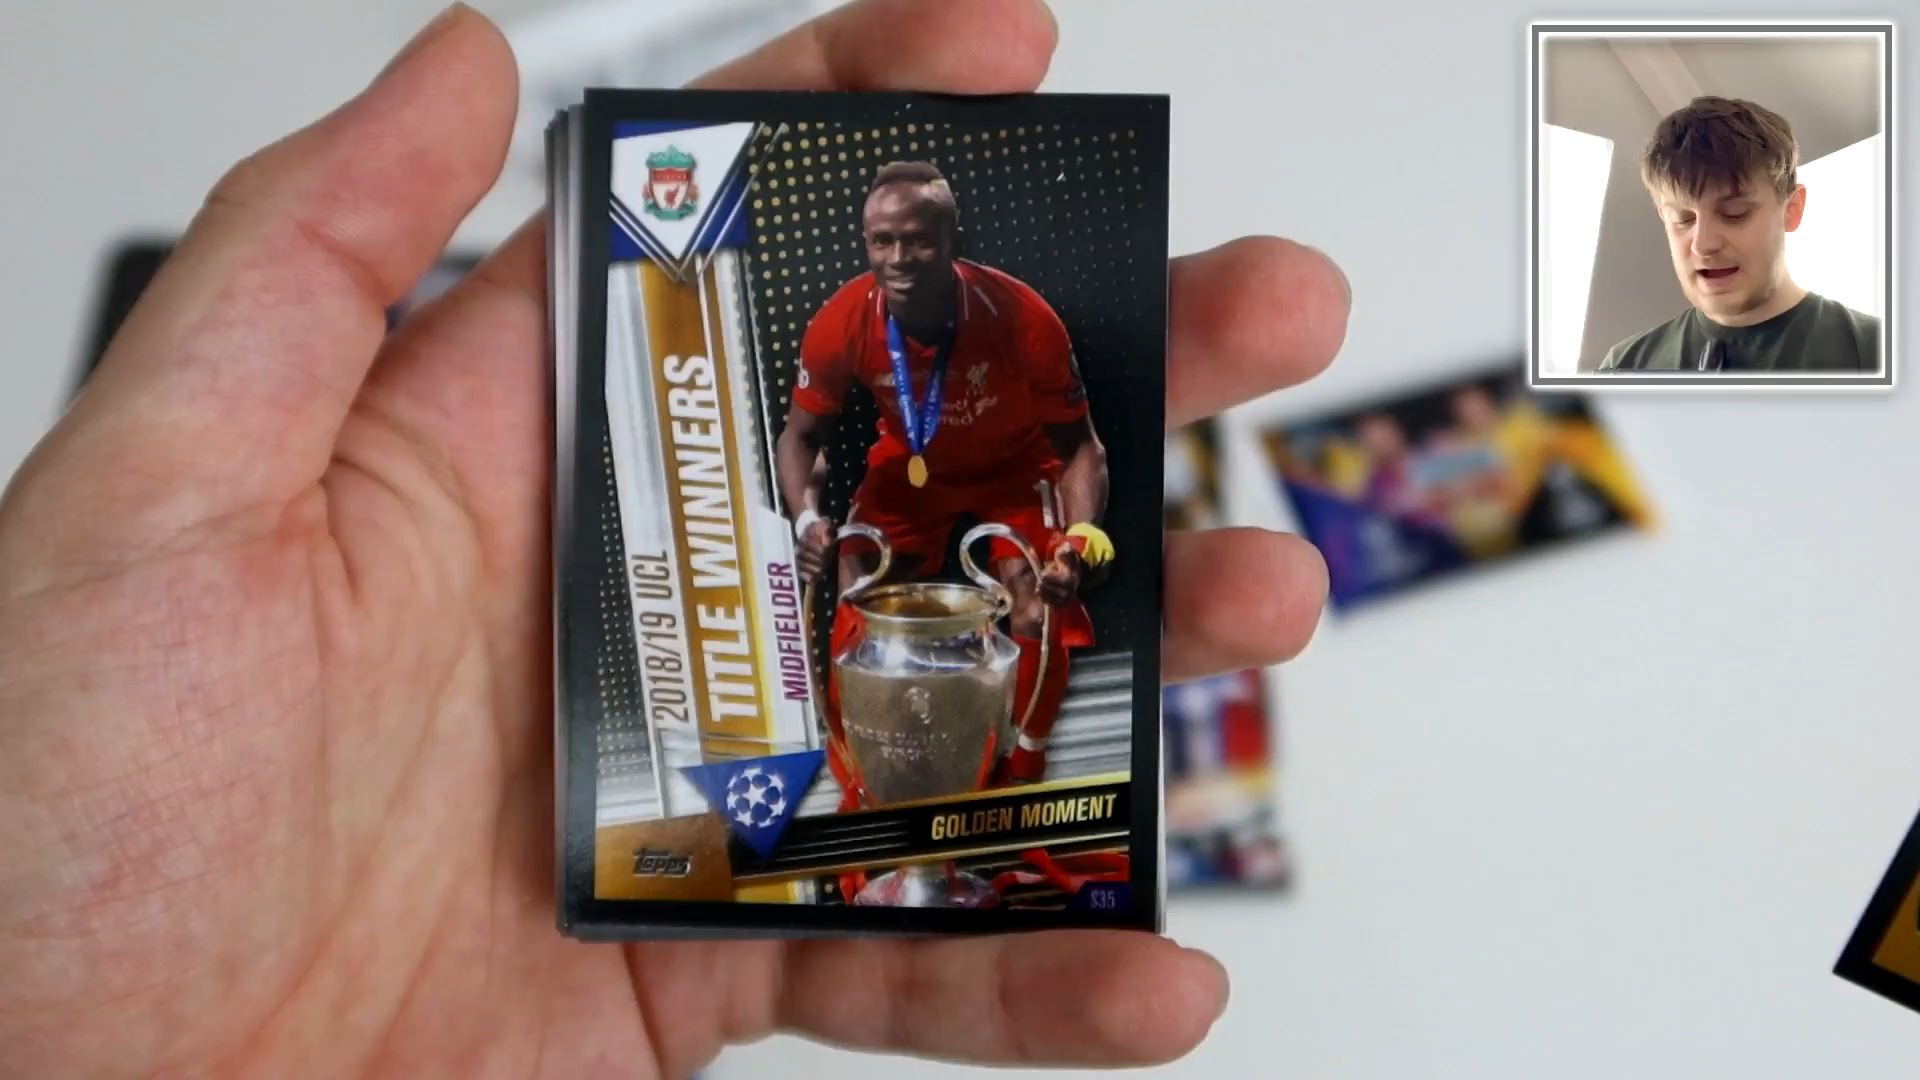 2018/19 UCL
TITLE WINNERS
MIDFIELDER
GOLDEN MOMENT
Topps
S35